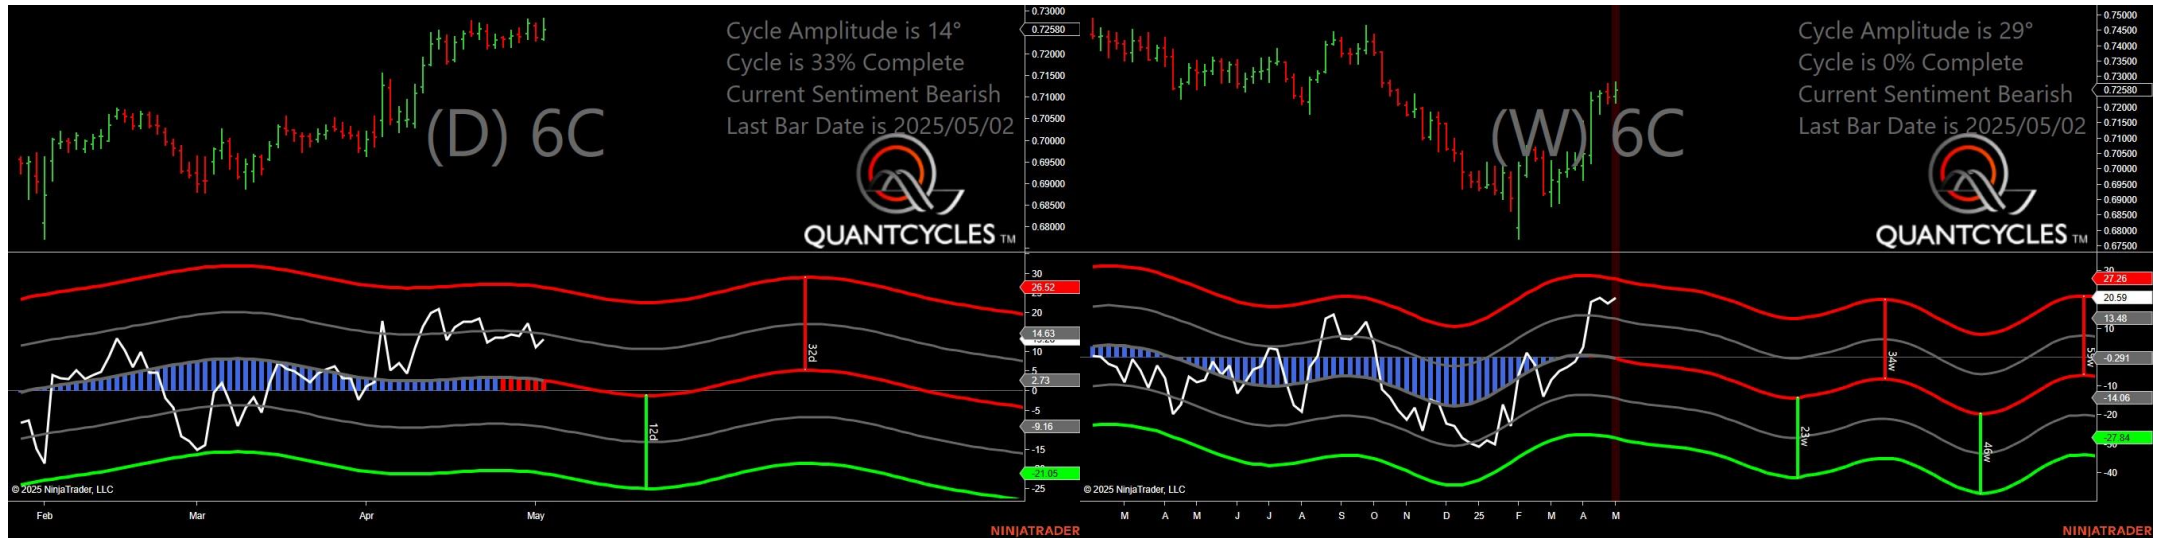 Cycle Amplitude is 14°
Cycle is 33% Complete
Current Sentiment Bearish
Last Bar Date is 2025/05/02
(D) 6C
QUANTCYCLES TM
0.73000
0.72580
0.72000
0.71500
0.71000
0.70500
0.70000
0.69500
0.69000
0.68500
0.68000
30
26.52
20
14.63
10
5
2.73
0
-5
-9.16
-15
-21.05
-25
32d
12d
© 2025 NinjaTrader, LLC
Feb Mar Apr May
NINJATRADER
Cycle Amplitude is 29°
Cycle is 0% Complete
Current Sentiment Bearish
Last Bar Date is 2025/05/02
(W) 6C
QUANTCYCLES TM
0.75000
0.74500
0.74000
0.73500
0.73000
0.72580
0.72000
0.71500
0.71000
0.70500
0.70000
0.69500
0.69000
0.68500
0.68000
0.67500
27.26
20.59
13.48
10
-0.291
-10
-14.06
-20
-27.84
-40
34w
23w
46w
© 2025 NinjaTrader, LLC
M A M J J A S O N D 25 F M A M
NINJATRADER